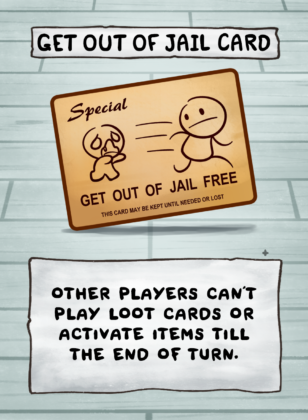 GET OUT OF JAIL CARD
Special
GET OUT OF JAIL FREE
THIS CARD MAY BE KEPT UNTIL NEEDED OR LOST
OTHER PLAYERS CAN'T
PLAY LOOT CARDS OR
ACTIVATE ITEMS TILL
THE END OF TURN.